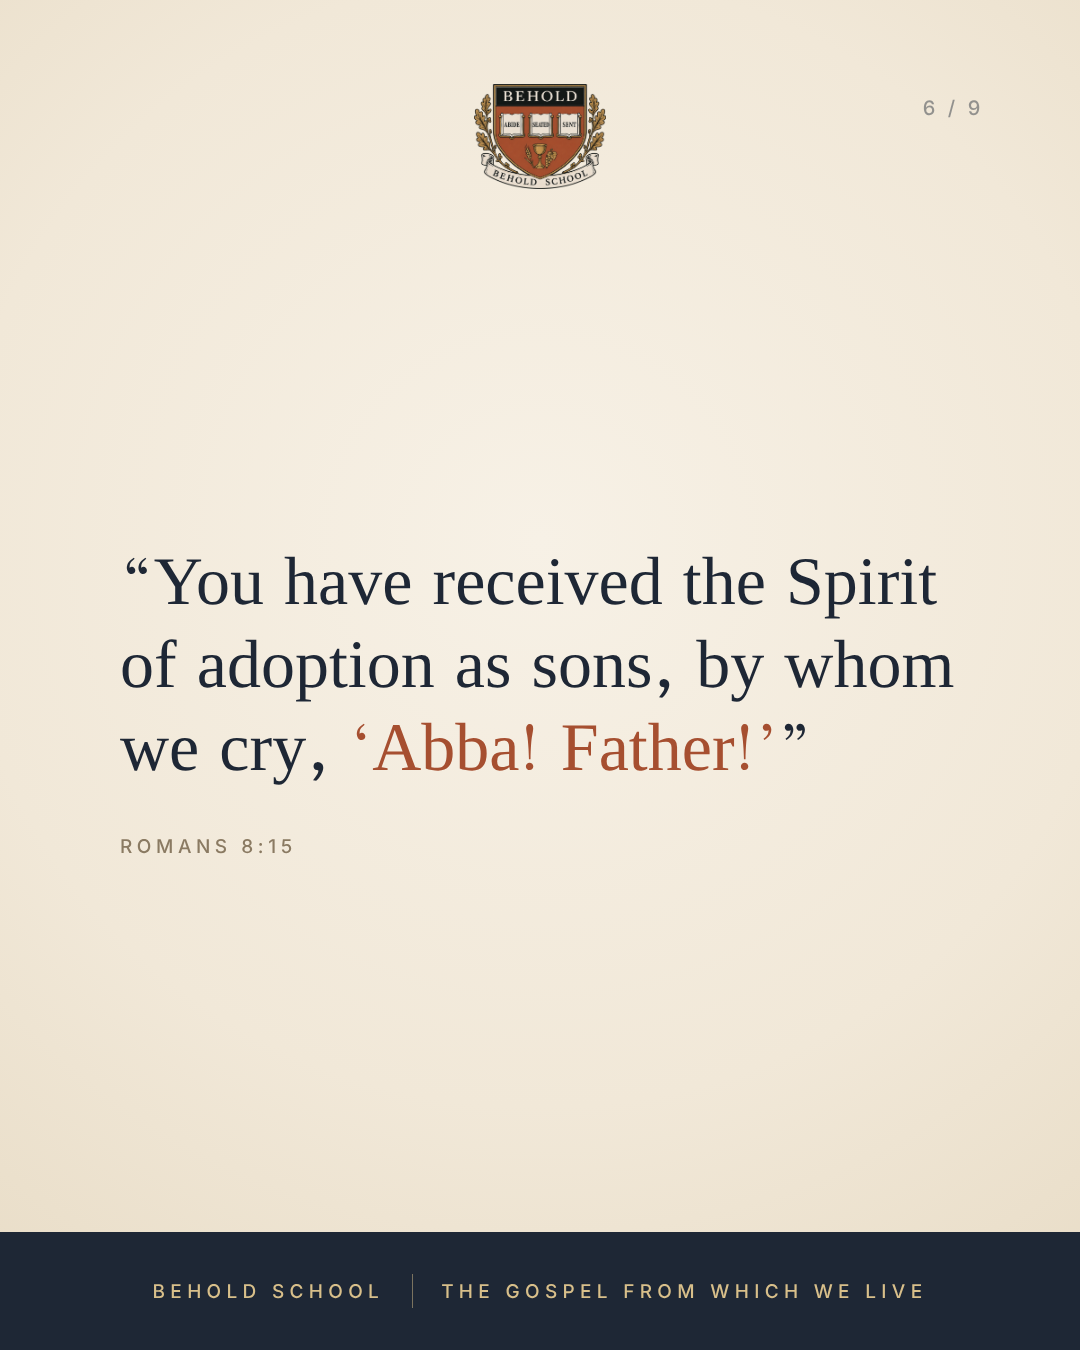 BEHOLD
6 / 9
ABIDE SEATED SENT
BEHOLD SCHOOL
“You have received the Spirit
of adoption as sons, by whom
we cry, ‘Abba! Father!’”
ROMANS 8:15
BEHOLD SCHOOL | THE GOSPEL FROM WHICH WE LIVE